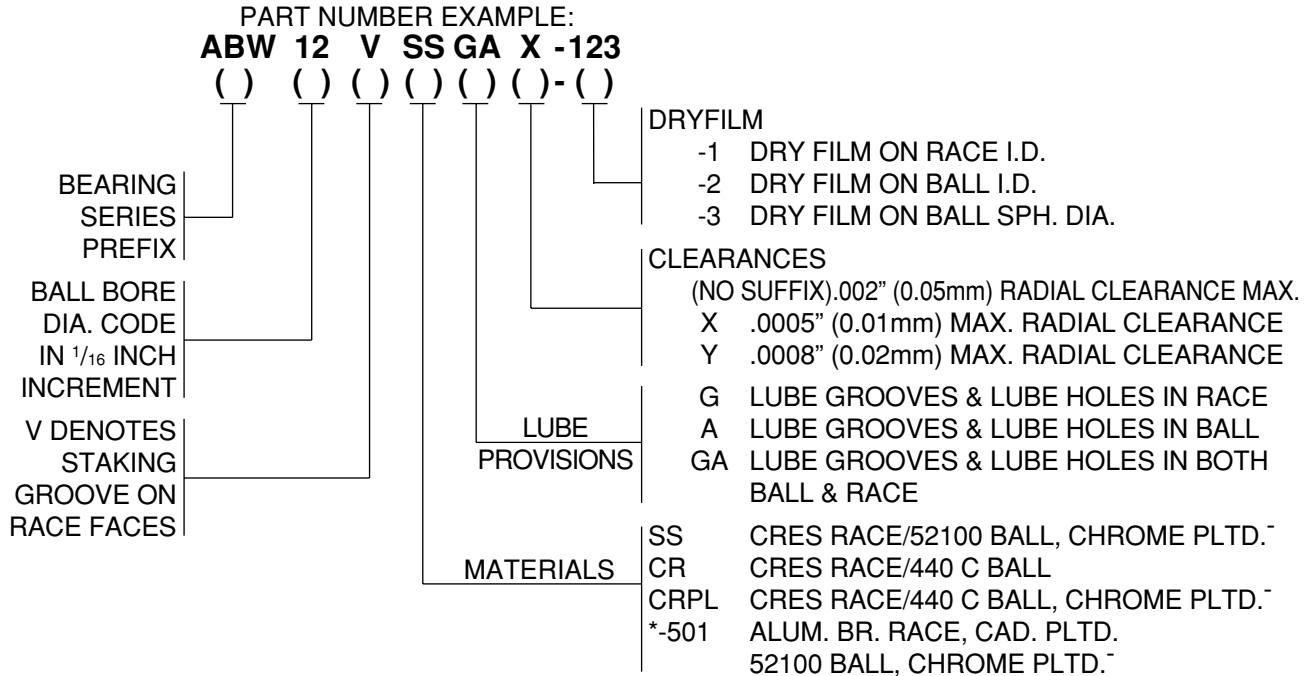 PART NUMBER EXAMPLE:
ABW 12 V SS GA X -123
( ) ( ) ( ) ( ) ( ) ( ) - ( )
DRYFILM
-1 DRY FILM ON RACE I.D.
-2 DRY FILM ON BALL I.D.
-3 DRY FILM ON BALL SPH. DIA.
BEARING
SERIES
PREFIX
CLEARANCES
(NO SUFFIX).002” (0.05mm) RADIAL CLEARANCE MAX.
X .0005” (0.01mm) MAX. RADIAL CLEARANCE
Y .0008” (0.02mm) MAX. RADIAL CLEARANCE
BALL BORE
DIA. CODE
IN 1/16 INCH
INCREMENT
LUBE
PROVISIONS
G LUBE GROOVES & LUBE HOLES IN RACE
A LUBE GROOVES & LUBE HOLES IN BALL
GA LUBE GROOVES & LUBE HOLES IN BOTH
BALL & RACE
V DENOTES
STAKING
GROOVE ON
RACE FACES
MATERIALS
SS CRES RACE/52100 BALL, CHROME PLTD.-
CR CRES RACE/440 C BALL
CRPL CRES RACE/440 C BALL, CHROME PLTD.-
*-501 ALUM. BR. RACE, CAD. PLTD.
52100 BALL, CHROME PLTD.-